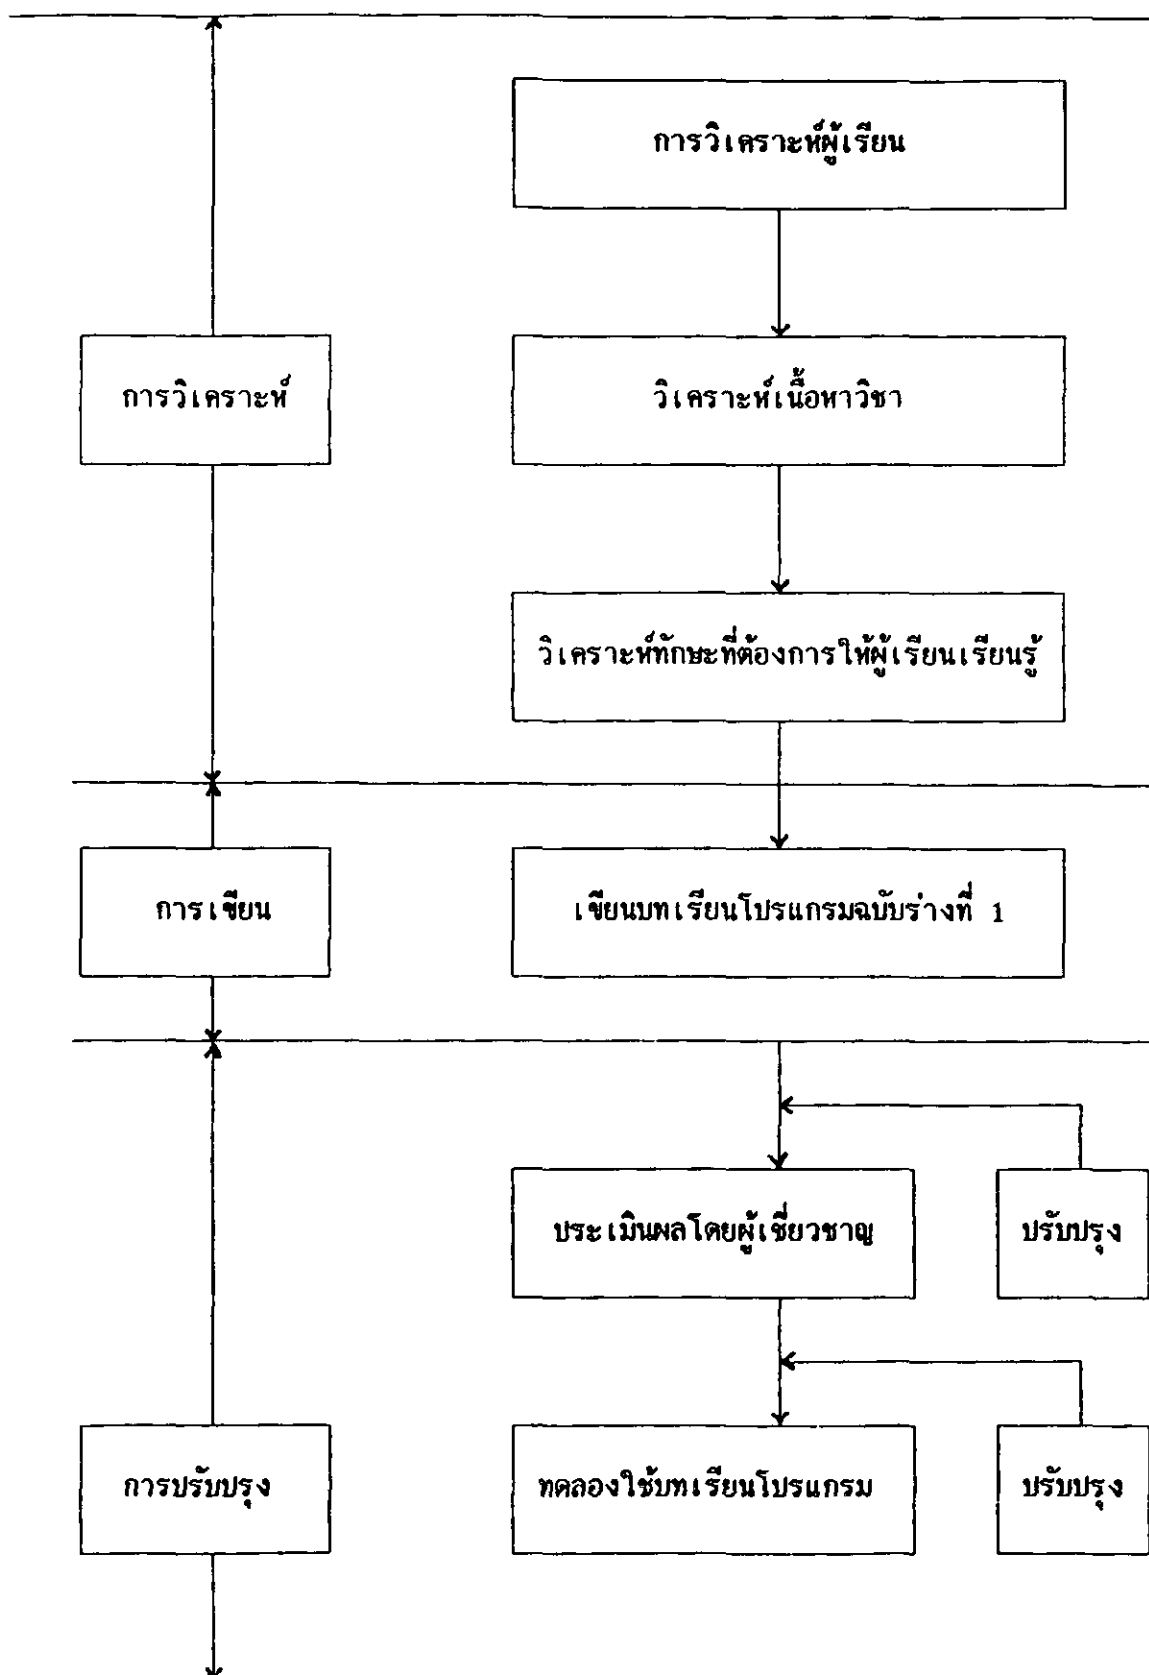 การวิเคราะห์ผู้เรียน
การวิเคราะห์
วิเคราะห์เนื้อหาวิชา
วิเคราะห์ทักษะที่ต้องการให้ผู้เรียนเรียนรู้
การเขียน
เขียนบทเรียนโปรแกรมฉบับร่างที่ 1
ประเมินผลโดยผู้เชี่ยวชาญ
ปรับปรุง
การปรับปรุง
ทดลองใช้บทเรียนโปรแกรม
ปรับปรุง